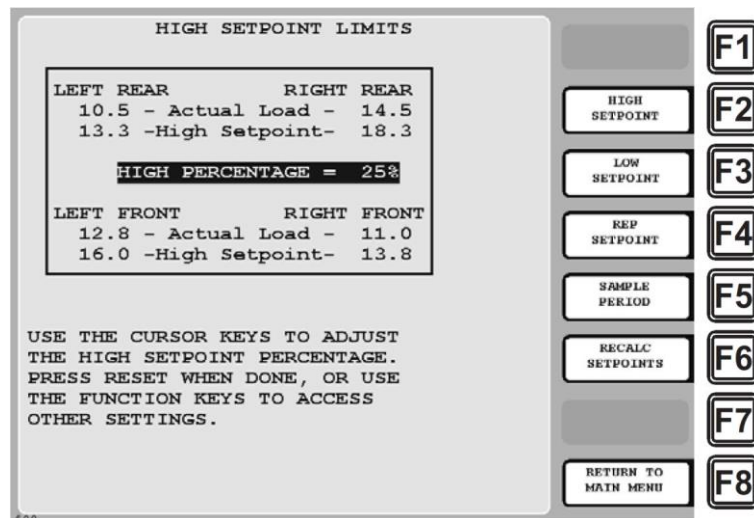 HIGH SETPOINT LIMITS
LEFT REAR RIGHT REAR
10.5 - Actual Load - 14.5
13.3 -High Setpoint- 18.3
HIGH PERCENTAGE = 25%
LEFT FRONT RIGHT FRONT
12.8 - Actual Load - 11.0
16.0 -High Setpoint- 13.8
USE THE CURSOR KEYS TO ADJUST
THE HIGH SETPOINT PERCENTAGE.
PRESS RESET WHEN DONE, OR USE
THE FUNCTION KEYS TO ACCESS
OTHER SETTINGS.
F1
HIGH
SETPOINT
F2
LOW
SETPOINT
F3
REP
SETPOINT
F4
SAMPLE
PERIOD
F5
RECALC
SETPOINTS
F6
F7
RETURN TO
MAIN MENU
F8